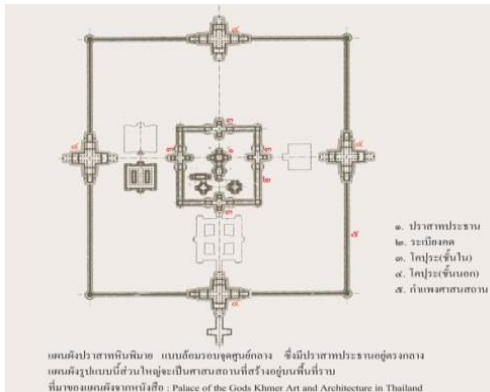 ๑. ปราสาทประธาน
๒. ระเบียงคต
๓. โคปุระ(ชั้นใน)
๔. โคปุระ(ชั้นนอก)
๕. กำแพงศาสนสถาน
แผนผังปราสาทหินพิมาย แบบล้อมรอบจุดศูนย์กลาง ซึ่งมีปราสาทประธานอยู่ตรงกลาง
แผนผังรูปแบบนี้ส่วนใหญ่จะเป็นศาสนสถานที่สร้างอยู่บนพื้นที่ราบ
ที่มาของแผนผังจากหนังสือ : Palace of the Gods Khmer Art and Architecture in Thailand